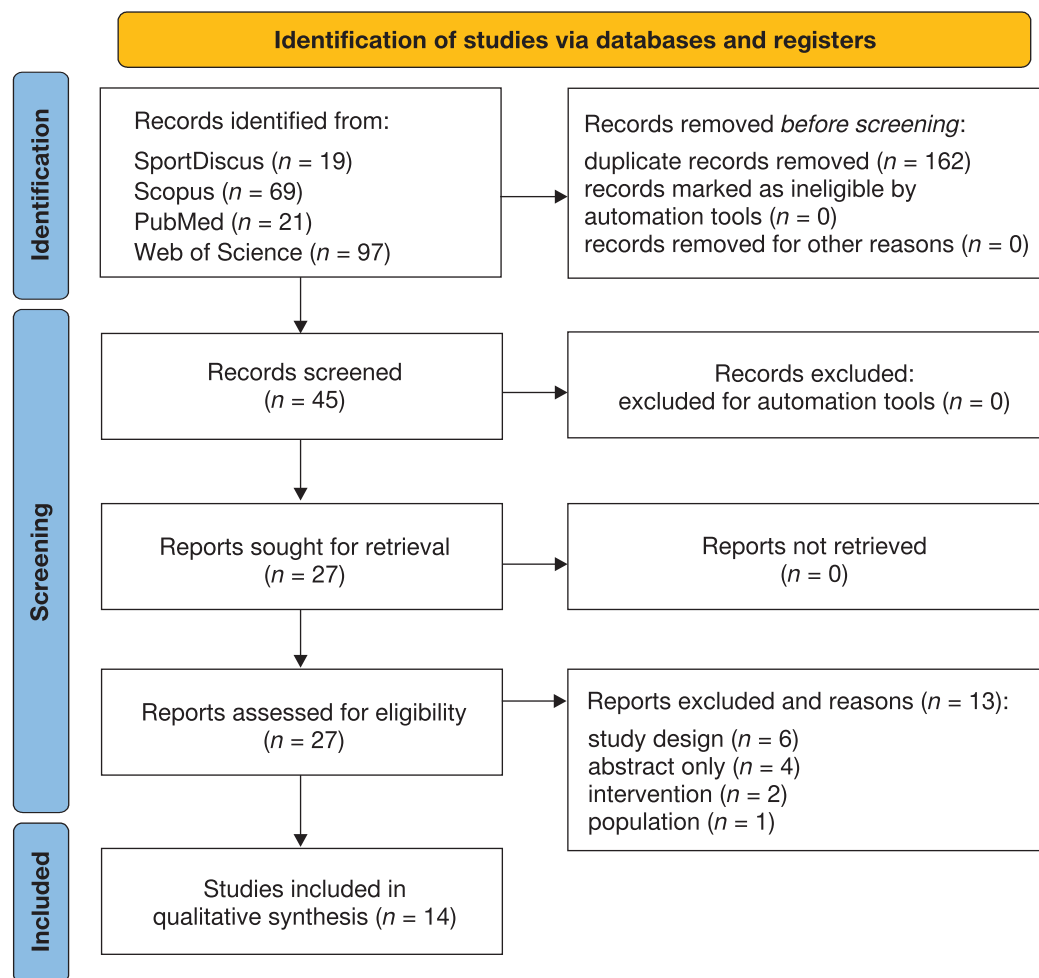 Identification of studies via databases and registers
Identification
Records identified from:
SportDiscus (n = 19)
Scopus (n = 69)
PubMed (n = 21)
Web of Science (n = 97)
Records removed before screening:
duplicate records removed (n = 162)
records marked as ineligible by
automation tools (n = 0)
records removed for other reasons (n = 0)
Screening
Records screened
(n = 45)
Records excluded:
excluded for automation tools (n = 0)
Reports sought for retrieval
(n = 27)
Reports not retrieved
(n = 0)
Reports assessed for eligibility
(n = 27)
Reports excluded and reasons (n = 13):
study design (n = 6)
abstract only (n = 4)
intervention (n = 2)
population (n = 1)
Included
Studies included in
qualitative synthesis (n = 14)